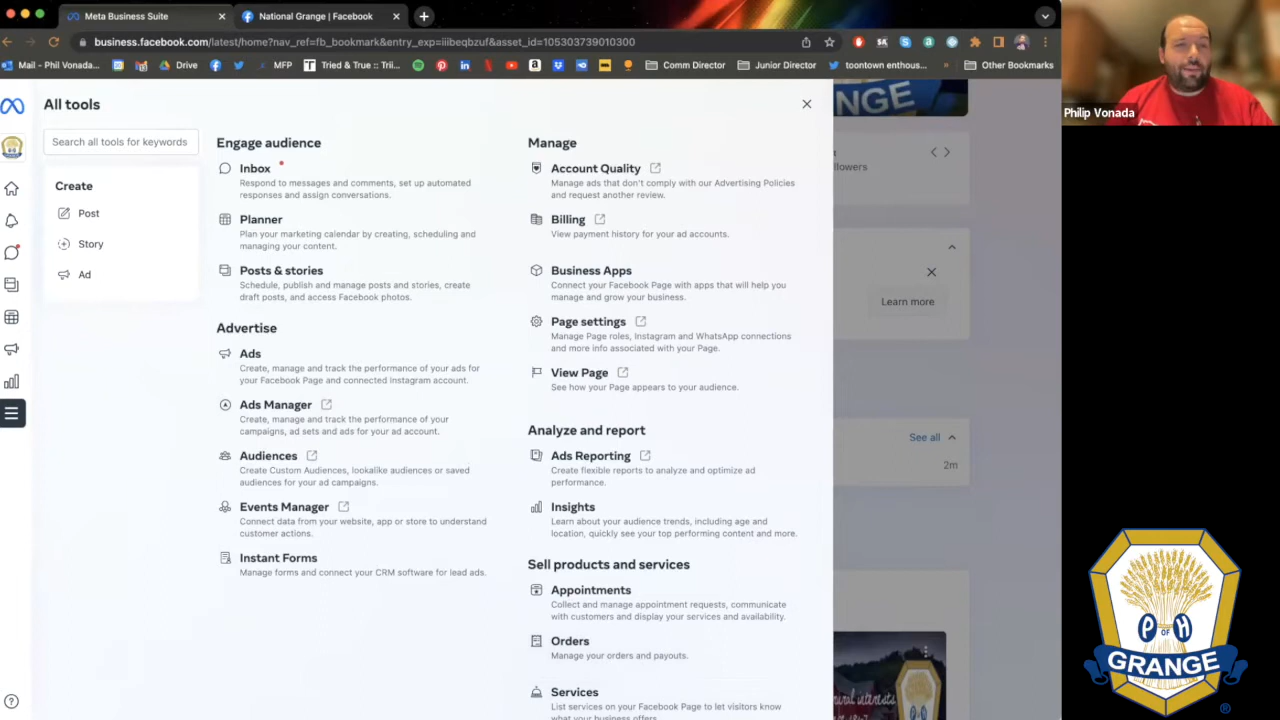 Meta Business Suite
National Grange | Facebook
business.facebook.com/latest/home?nav_ref=fb_bookmark&entry_exp=iiibeqbzuf&asset_id=105303739010300
Mail - Phil Vonada...
Drive
MFP
Tried & True :: Trii...
Comm Director
Junior Director
toontown enthous...
»
Other Bookmarks
Philip Vonada
All tools
Search all tools for keywords
Create
Post
Story
Ad
Engage audience
Inbox
Respond to messages and comments, set up automated
responses and assign conversations.
Planner
Plan your marketing calendar by creating, scheduling and
managing your content.
Posts & stories
Schedule, publish and manage posts and stories, create
draft posts, and access Facebook photos.
Advertise
Ads
Create, manage and track the performance of your ads for
your Facebook Page and connected Instagram account.
Ads Manager
Create, manage and track the performance of your
campaigns, ad sets and ads for your ad account.
Audiences
Create Custom Audiences, lookalike audiences or saved
audiences for your ad campaigns.
Events Manager
Connect data from your website, app or store to understand
customer actions.
Instant Forms
Manage forms and connect your CRM software for lead ads.
Manage
Account Quality
Manage ads that don't comply with our Advertising Policies
and request another review.
Billing
View payment history for your ad accounts.
Business Apps
Connect your Facebook Page with apps that will help you
manage and grow your business.
Page settings
Manage Page roles, Instagram and WhatsApp connections
and more info associated with your Page.
View Page
See how your Page appears to your audience.
Analyze and report
Ads Reporting
Create flexible reports to analyze and optimize ad
performance.
Insights
Learn about your audience trends, including age and
location, quickly see your top performing content and more.
Sell products and services
Appointments
Collect and manage appointment requests, communicate
with customers and display your services and availability.
Orders
Manage your orders and payouts.
Services
List services on your Facebook Page to let visitors know
what your business offers.
NGE
llowers
Learn more
See all
2m
interests
P OF H
GRANGE
®